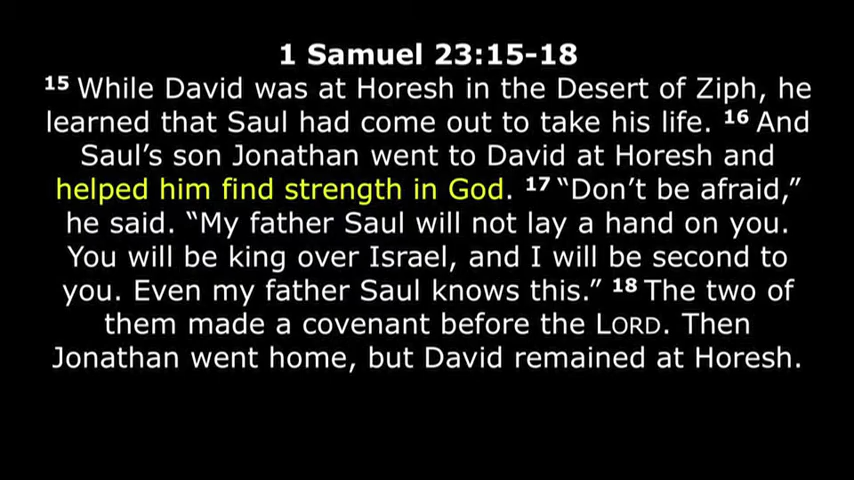 1 Samuel 23:15-18
15 While David was at Horesh in the Desert of Ziph, he
learned that Saul had come out to take his life. 16 And
Saul’s son Jonathan went to David at Horesh and
helped him find strength in God. 17 “Don’t be afraid,”
he said. “My father Saul will not lay a hand on you.
You will be king over Israel, and I will be second to
you. Even my father Saul knows this.” 18 The two of
them made a covenant before the LORD. Then
Jonathan went home, but David remained at Horesh.